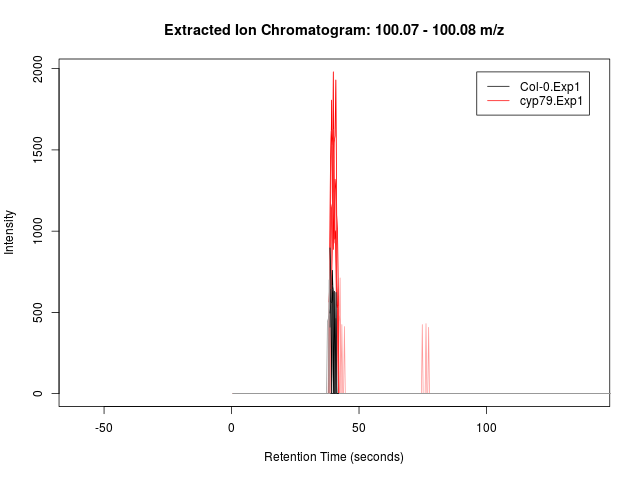 Extracted Ion Chromatogram: 100.07 - 100.08 m/z
Col-0.Exp1
cyp79.Exp1
Intensity
2000
1500
1000
500
0
-50
0
50
100
Retention Time (seconds)